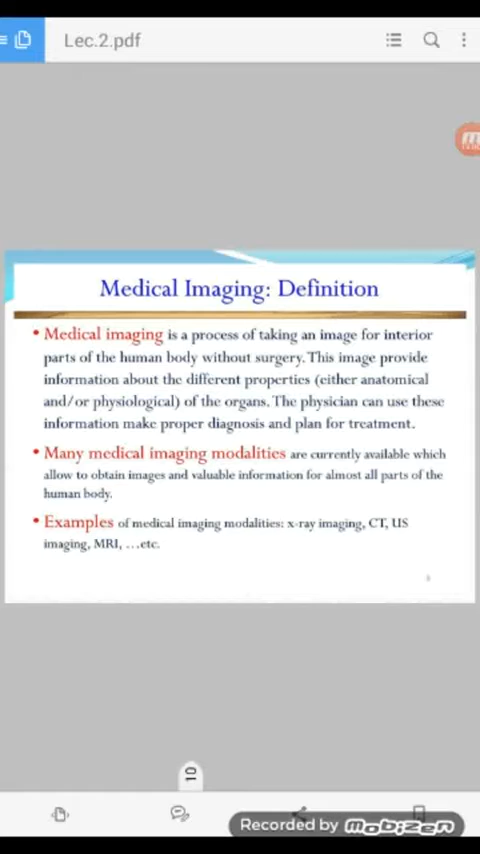 Lec.2.pdf
Medical Imaging: Definition
• Medical imaging is a process of taking an image for interior
parts of the human body without surgery. This image provide
information about the different properties (either anatomical
and/or physiological) of the organs. The physician can use these
information make proper diagnosis and plan for treatment.
• Many medical imaging modalities are currently available which
allow to obtain images and valuable information for almost all parts of the
human body.
• Examples of medical imaging modalities: x-ray imaging, CT, US
imaging, MRI, …etc.
10
Recorded by mobizen